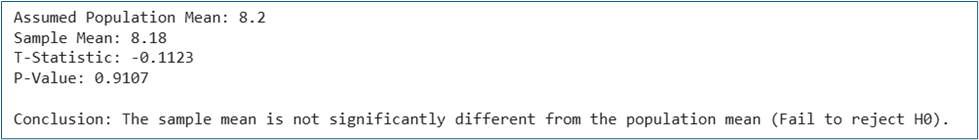 Assumed Population Mean: 8.2
Sample Mean: 8.18
T-Statistic: -0.1123
P-Value: 0.9107
Conclusion: The sample mean is not significantly different from the population mean (Fail to reject H0).